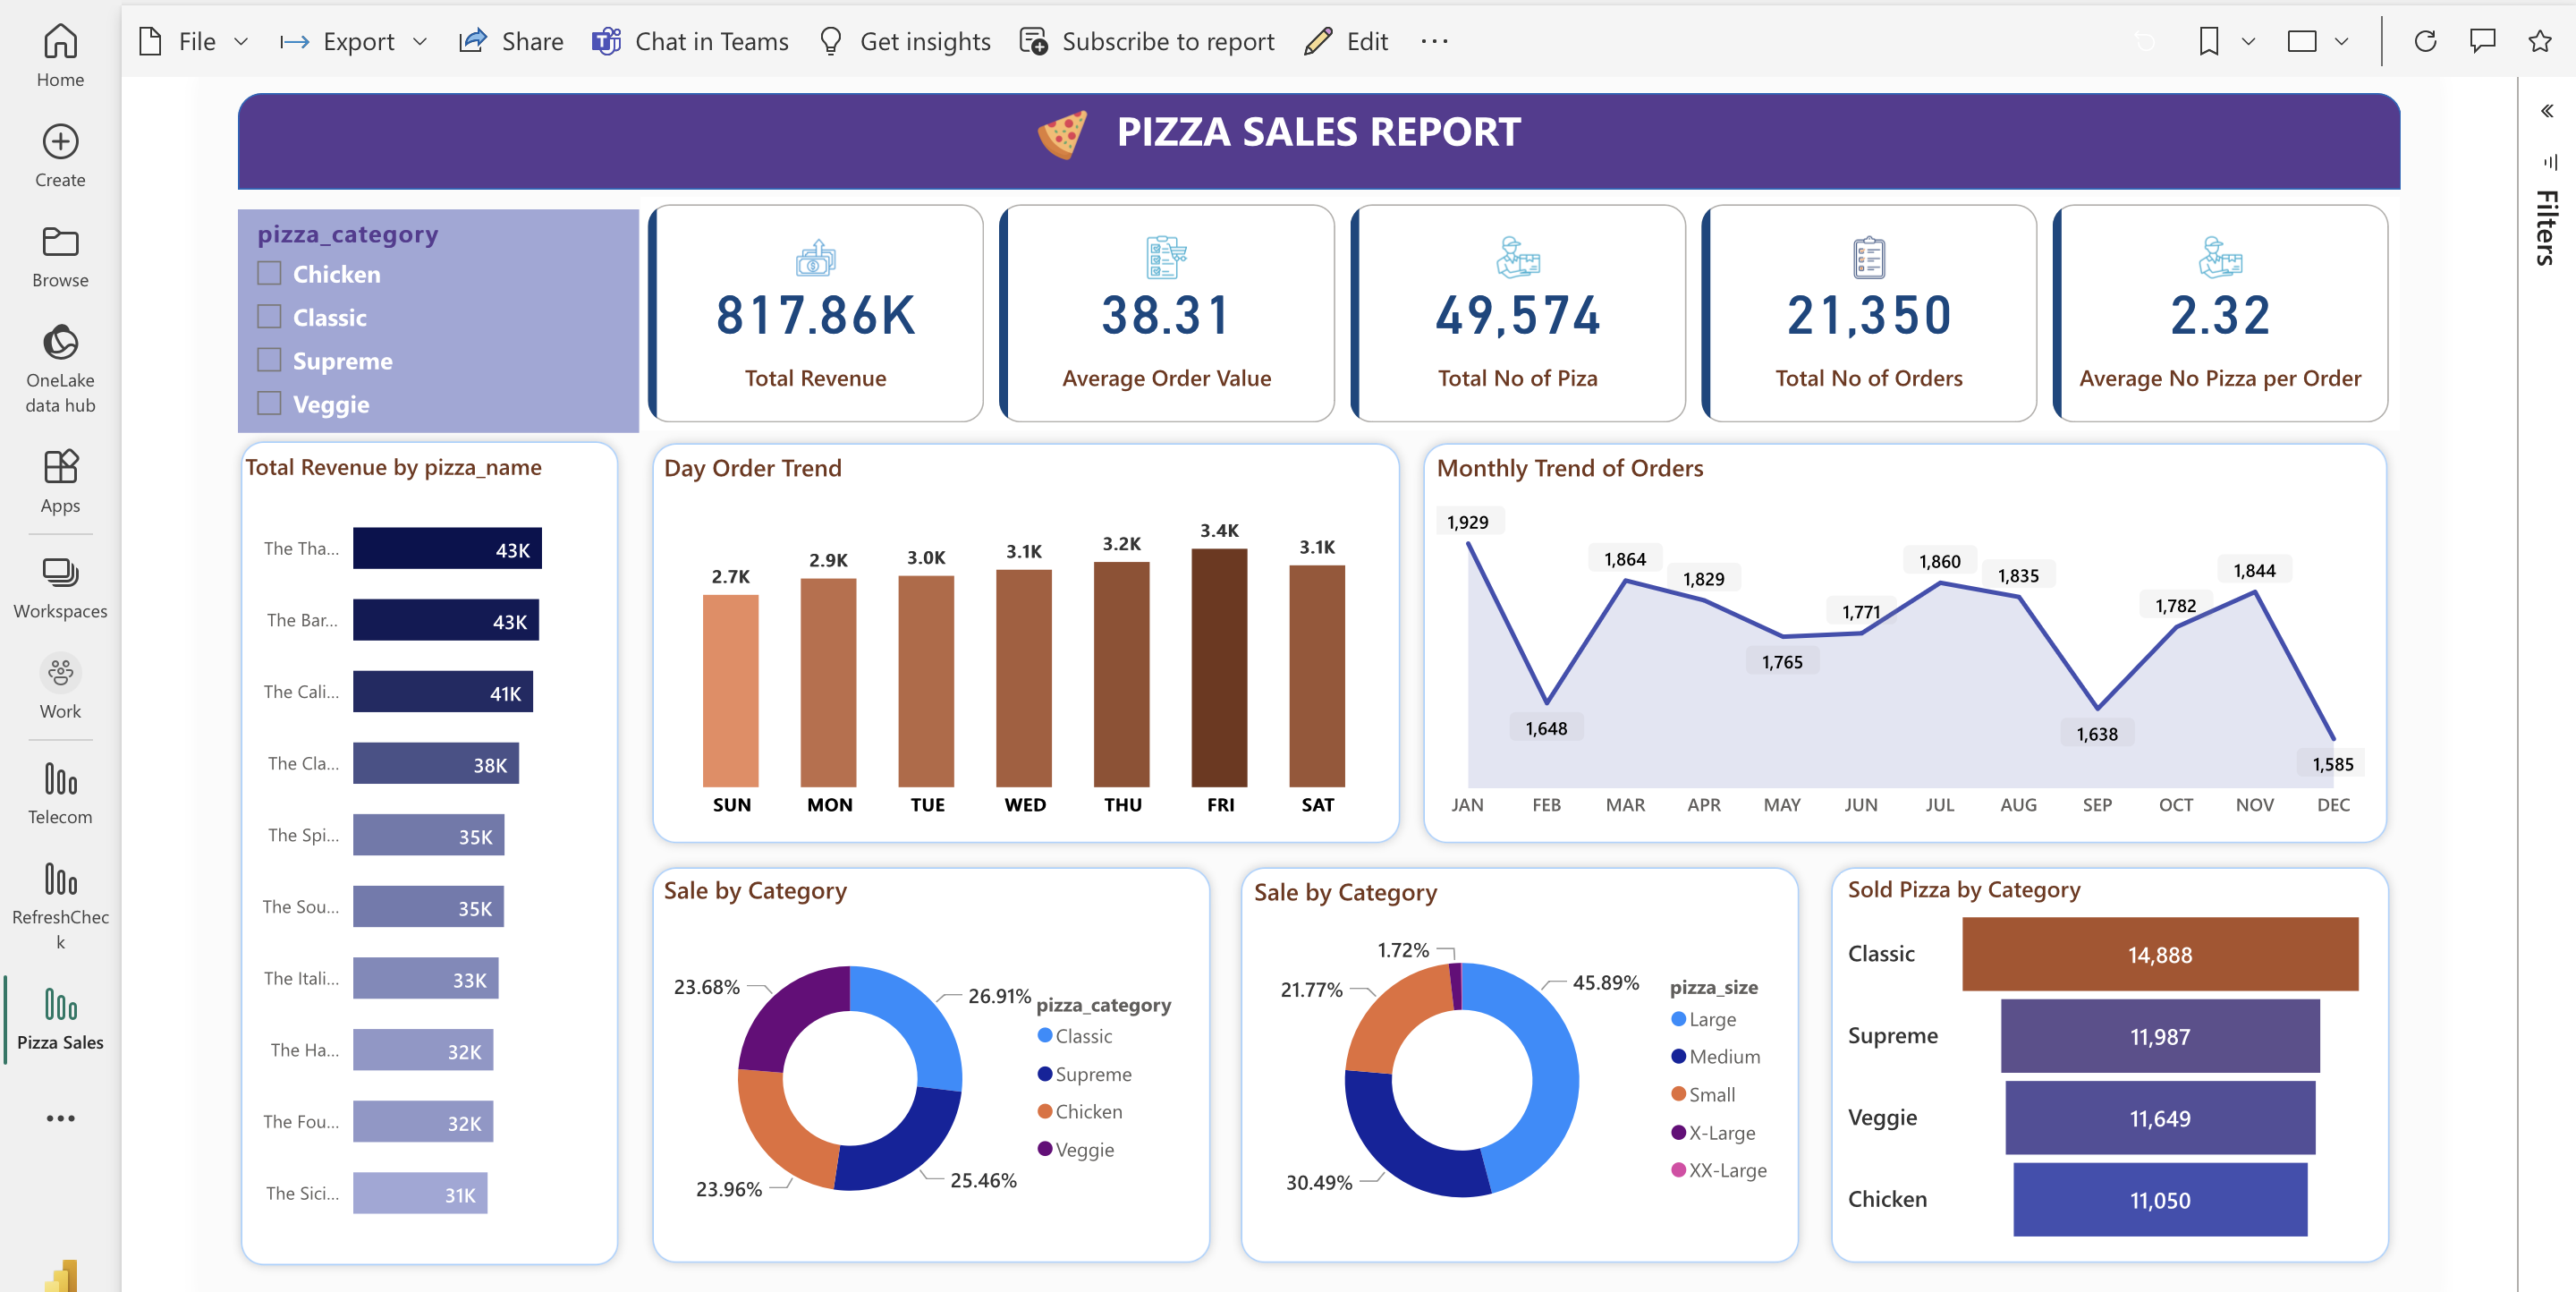 File
Export
Share
Chat in Teams
Get insights
Subscribe to report
Edit
Home
Create
Browse
OneLake
data hub
Apps
Workspaces
Work
Telecom
RefreshChec
k
Pizza Sales
Filters
PIZZA SALES REPORT
pizza_category
Chicken
Classic
Supreme
Veggie
817.86K
Total Revenue
38.31
Average Order Value
49,574
Total No of Piza
21,350
Total No of Orders
2.32
Average No Pizza per Order
Total Revenue by pizza_name
The Tha... 43K
The Bar... 43K
The Cali... 41K
The Cla... 38K
The Spi... 35K
The Sou... 35K
The Itali... 33K
The Ha... 32K
The Fou... 32K
The Sici... 31K
Day Order Trend
2.7K 2.9K 3.0K 3.1K 3.2K 3.4K 3.1K
SUN MON TUE WED THU FRI SAT
Monthly Trend of Orders
1,929 1,648 1,864 1,829 1,765 1,771 1,860 1,835 1,638 1,782 1,844 1,585
JAN FEB MAR APR MAY JUN JUL AUG SEP OCT NOV DEC
Sale by Category
23.68%
26.91%
23.96%
25.46%
pizza_category
Classic
Supreme
Chicken
Veggie
Sale by Category
1.72%
21.77%
45.89%
30.49%
pizza_size
Large
Medium
Small
X-Large
XX-Large
Sold Pizza by Category
Classic 14,888
Supreme 11,987
Veggie 11,649
Chicken 11,050